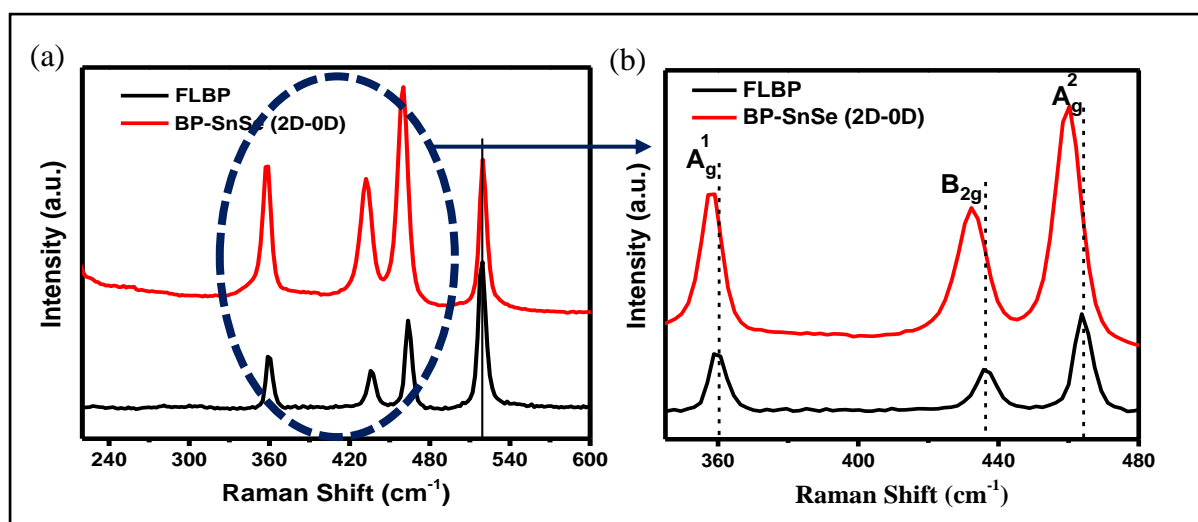 (a)
FLBP
BP-SnSe (2D-0D)
Intensity (a.u.)
220 300 360 420 480 540 600
Raman Shift (cm⁻¹)
(b)
FLBP
BP-SnSe (2D-0D)
A¹g
B2g
A²g
Intensity (a.u.)
360 400 440 480
Raman Shift (cm⁻¹)